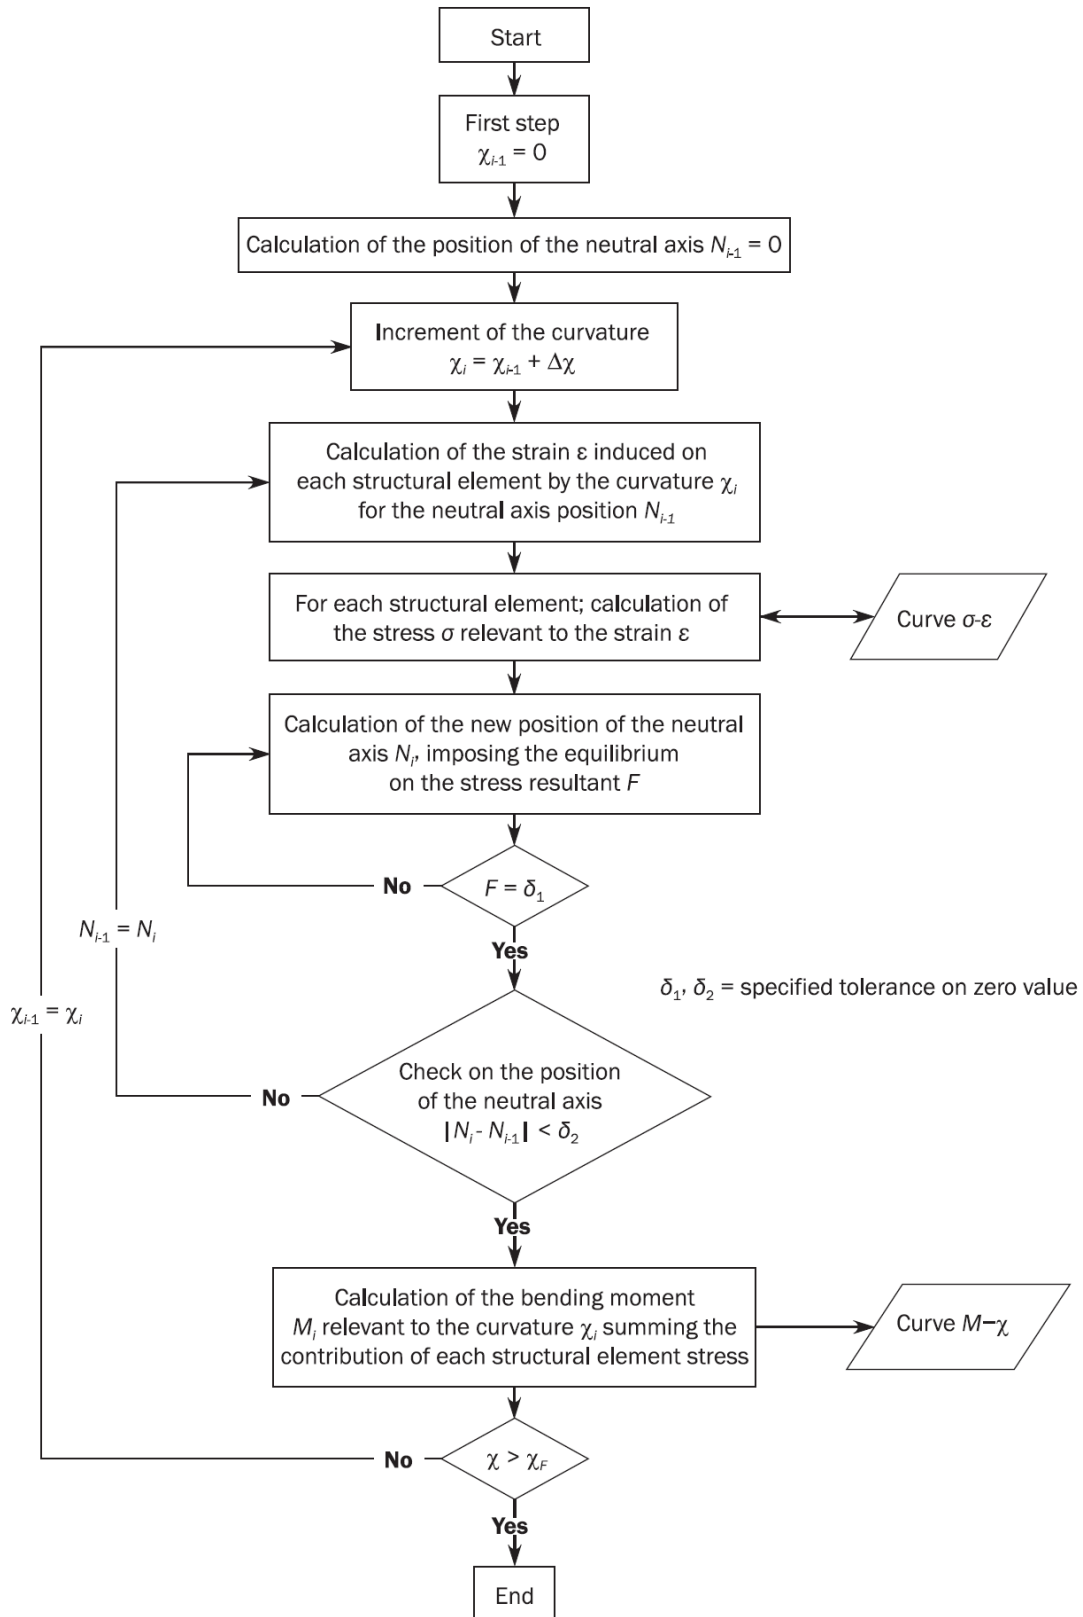 Start
First step
χi-1 = 0
Calculation of the position of the neutral axis Ni-1 = 0
Increment of the curvature
χi = χi-1 + Δχ
Calculation of the strain ε induced on
each structural element by the curvature χi
for the neutral axis position Ni-1
For each structural element; calculation of
the stress σ relevant to the strain ε
Curve σ-ε
Calculation of the new position of the neutral
axis Ni, imposing the equilibrium
on the stress resultant F
No
F = δ1
Ni-1 = Ni
Yes
δ1, δ2 = specified tolerance on zero value
χi-1 = χi
Check on the position
of the neutral axis
|Ni - Ni-1| < δ2
No
Yes
Calculation of the bending moment
Mi relevant to the curvature χi summing the
contribution of each structural element stress
Curve M–χ
No
χ > χF
Yes
End